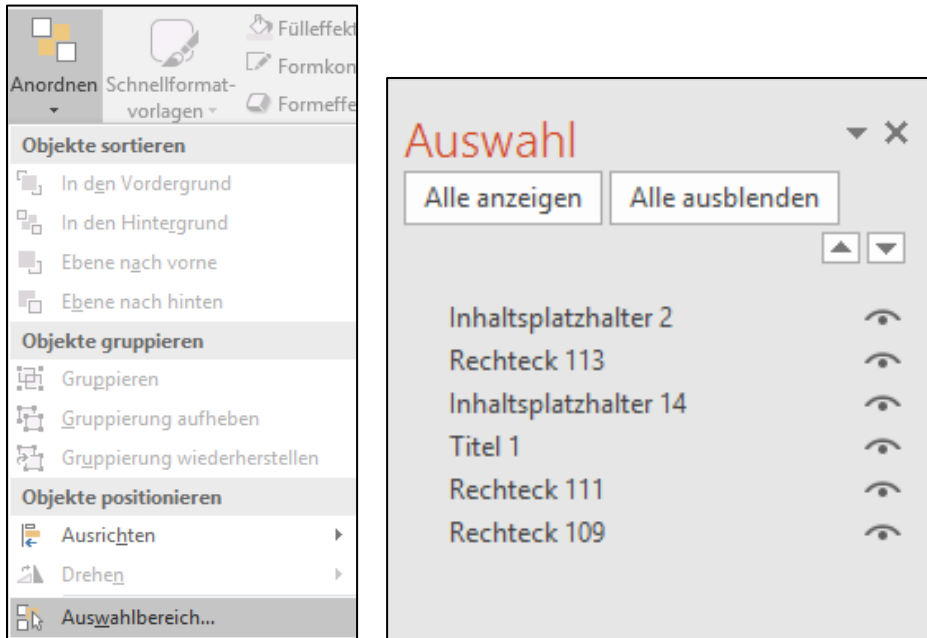 Anordnen
Schnellformat-
vorlagen
Fülleffekt
Formkon
Formeffe
Objekte sortieren
In den Vordergrund
In den Hintergrund
Ebene nach vorne
Ebene nach hinten
Objekte gruppieren
Gruppieren
Gruppierung aufheben
Gruppierung wiederherstellen
Objekte positionieren
Ausrichten
Drehen
Auswahlbereich...
Auswahl
Alle anzeigen Alle ausblenden
Inhaltsplatzhalter 2
Rechteck 113
Inhaltsplatzhalter 14
Titel 1
Rechteck 111
Rechteck 109